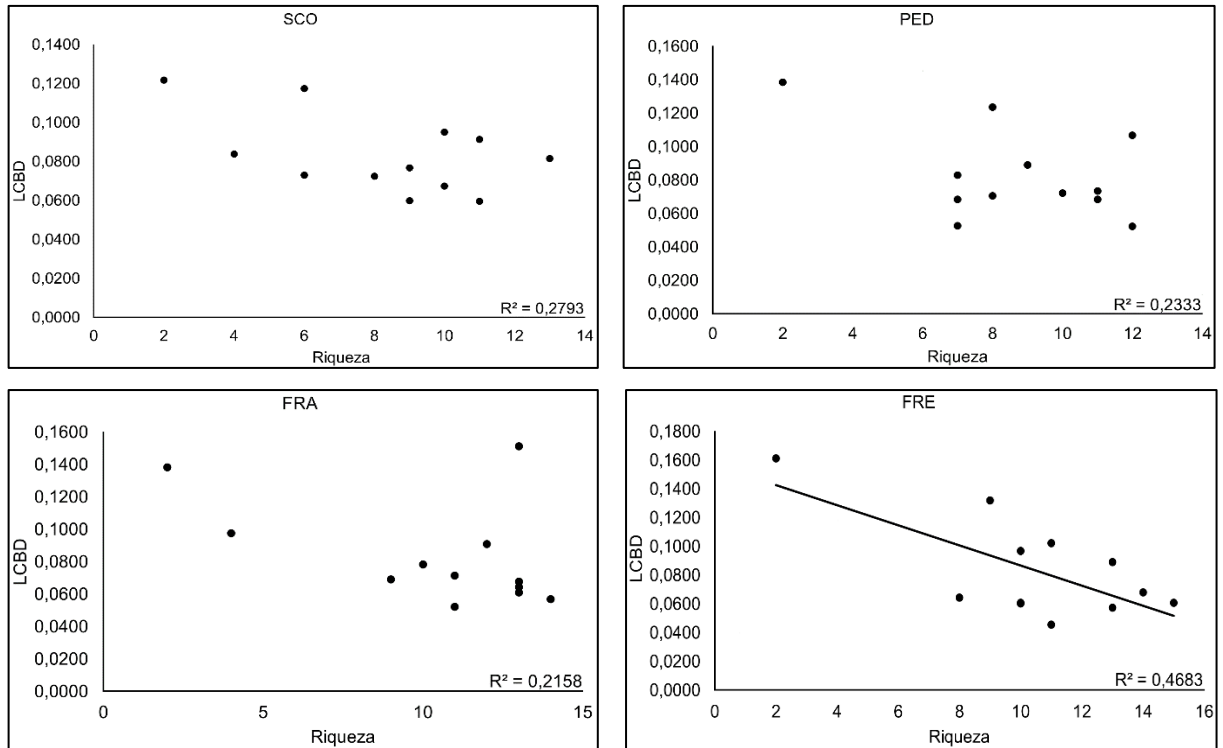 SCO
0,1400
0,1200
0,1000
0,0800
0,0600
0,0400
0,0200
0,0000
LCBD
0 2 4 6 8 10 12 14
Riqueza
R² = 0,2793
PED
0,1600
0,1400
0,1200
0,1000
0,0800
0,0600
0,0400
0,0200
0,0000
LCBD
0 2 4 6 8 10 12 14
Riqueza
R² = 0,2333
FRA
0,1600
0,1400
0,1200
0,1000
0,0800
0,0600
0,0400
0,0200
0,0000
LCBD
0 5 10 15
Riqueza
R² = 0,2158
FRE
0,1800
0,1600
0,1400
0,1200
0,1000
0,0800
0,0600
0,0400
0,0200
0,0000
LCBD
0 2 4 6 8 10 12 14 16
Riqueza
R² = 0,4683